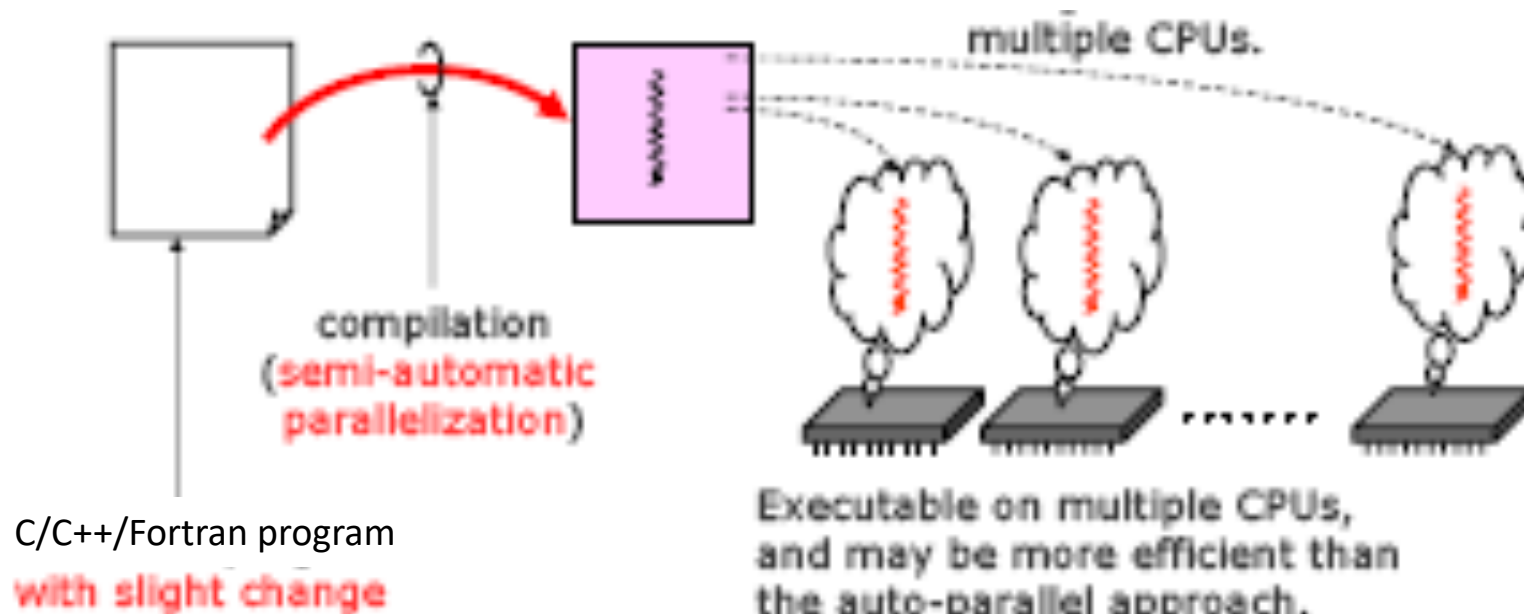 multiple CPUs.
compilation
(semi-automatic
parallelization)
C/C++/Fortran program
with slight change
Executable on multiple CPUs,
and may be more efficient than
the auto-parallel approach.